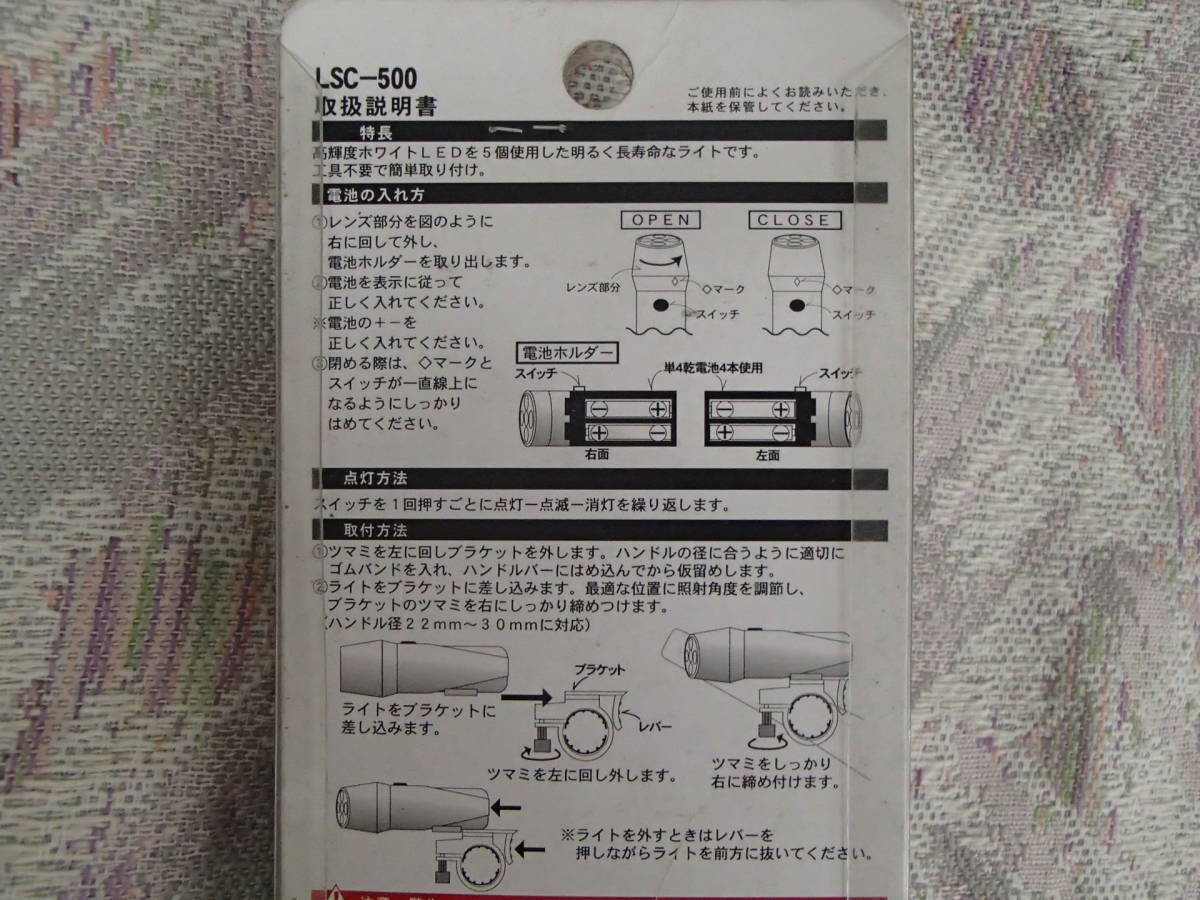 LSC-500
取扱説明書
ご使用前によくお読みいただき、
本紙を保管してください。
特長
高輝度ホワイトLEDを5個使用した明るく長寿命なライトです。
工具不要で簡単取り付け。
電池の入れ方
①レンズ部分を図のように
右に回して外し、
電池ホルダーを取り出します。
②電池を表示に従って
正しく入れてください。
※電池の+-を
正しく入れてください。
③閉める際は、◇マークと
スイッチが一直線上に
なるようにしっかり
はめてください。
OPEN
CLOSE
レンズ部分
◇マーク
スイッチ
◇マーク
スイッチ
電池ホルダー
スイッチ
単4乾電池4本使用
スイッチ
右面
左面
点灯方法
スイッチを1回押すごとに点灯ー点滅ー消灯を繰り返します。
取付方法
①ツマミを左に回しブラケットを外します。ハンドルの径に合うように適切に
ゴムバンドを入れ、ハンドルバーにはめ込んでから仮留めします。
②ライトをブラケットに差し込みます。最適な位置に照射角度を調節し、
ブラケットのツマミを右にしっかり締めつけます。
(ハンドル径22mm〜30mmに対応)
ブラケット
ライトをブラケットに
差し込みます。
レバー
ツマミを左に回し外します。
ツマミをしっかり
右に締め付けます。
※ライトを外すときはレバーを
押しながらライトを前方に抜いてください。